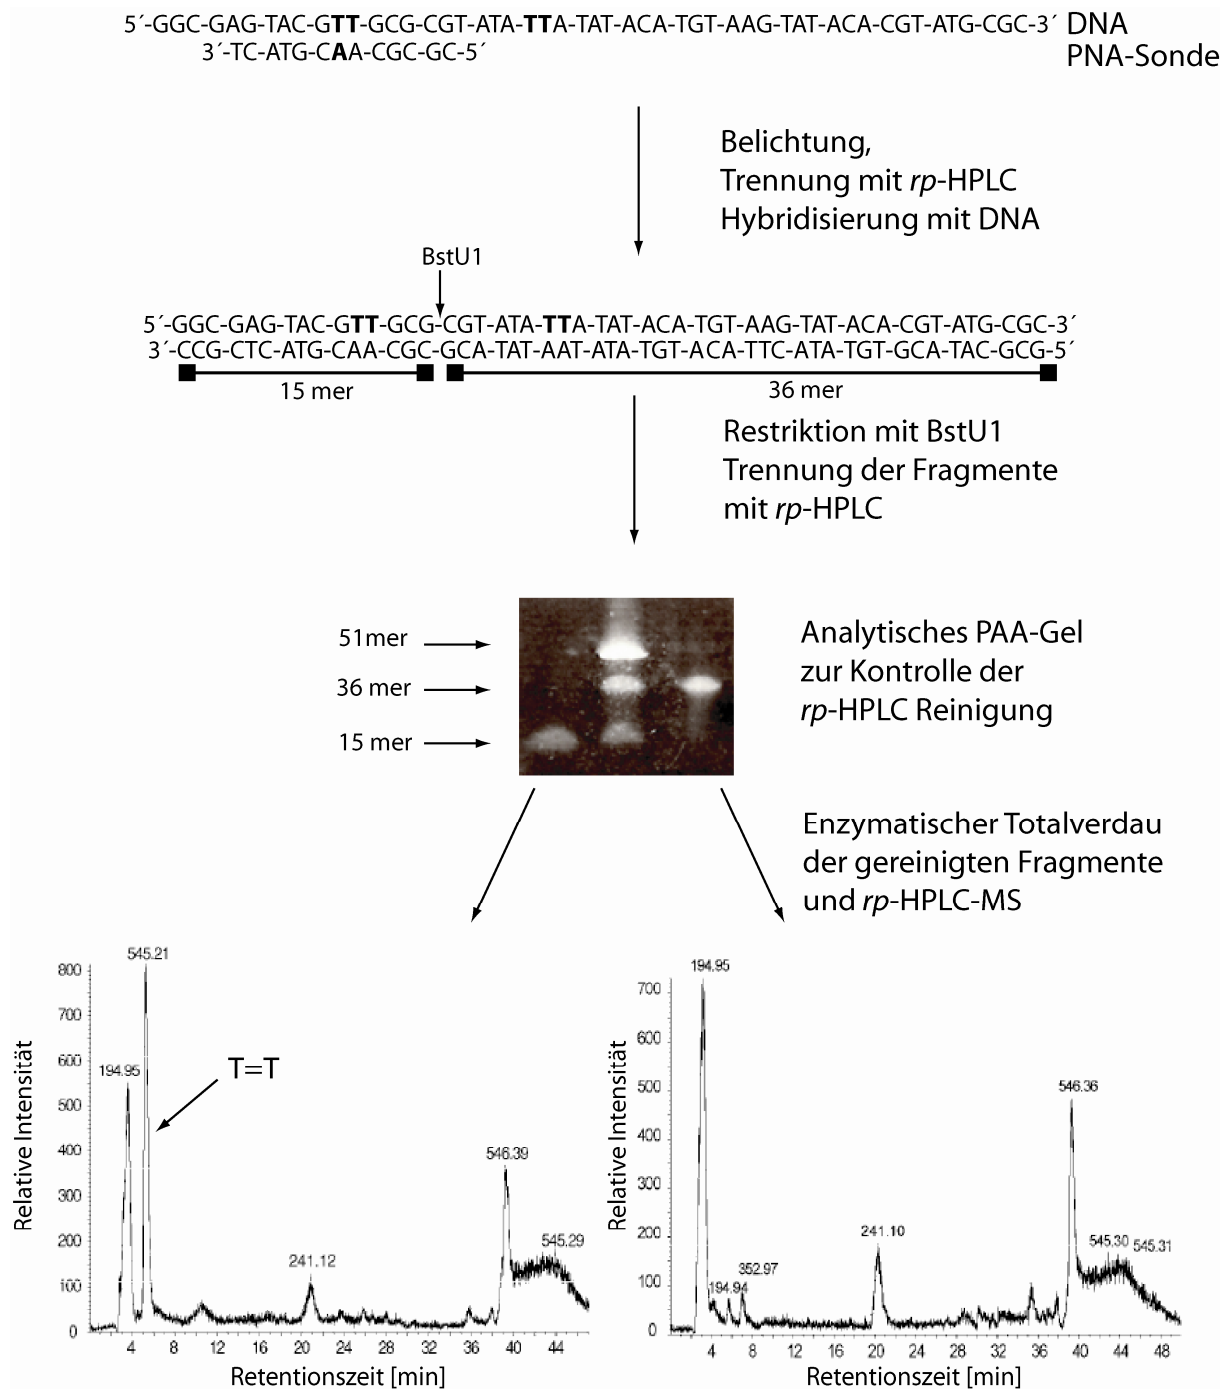 5´-GGC-GAG-TAC-GTT-GCG-CGT-ATA-TTA-TAT-ACA-TGT-AAG-TAT-ACA-CGT-ATG-CGC-3´ DNA
3´-TC-ATG-CAA-CGC-GC-5´ PNA-Sonde
Belichtung,
Trennung mit rp-HPLC
Hybridisierung mit DNA
BstU1
5´-GGC-GAG-TAC-GTT-GCG-CGT-ATA-TTA-TAT-ACA-TGT-AAG-TAT-ACA-CGT-ATG-CGC-3´
3´-CCG-CTC-ATG-CAA-CGC-GCA-TAT-AAT-ATA-TGT-ACA-TTC-ATA-TGT-GCA-TAC-GCG-5´
15 mer 36 mer
Restriktion mit BstU1
Trennung der Fragmente
mit rp-HPLC
51mer
36 mer
15 mer
Analytisches PAA-Gel
zur Kontrolle der
rp-HPLC Reinigung
Enzymatischer Totalverdau
der gereinigten Fragmente
und rp-HPLC-MS
Relative Intensität
800
700
600
500
400
300
200
100
0
545.21
194.95
T=T
241.12
546.39
545.29
4 8 12 16 20 24 28 32 36 40 44
Retentionszeit [min]
Relative Intensität
700
600
500
400
300
200
100
0
194.95
194.94
352.97
241.10
546.36
545.30
545.31
4 8 12 16 20 24 28 32 36 40 44 48
Retentionszeit [min]